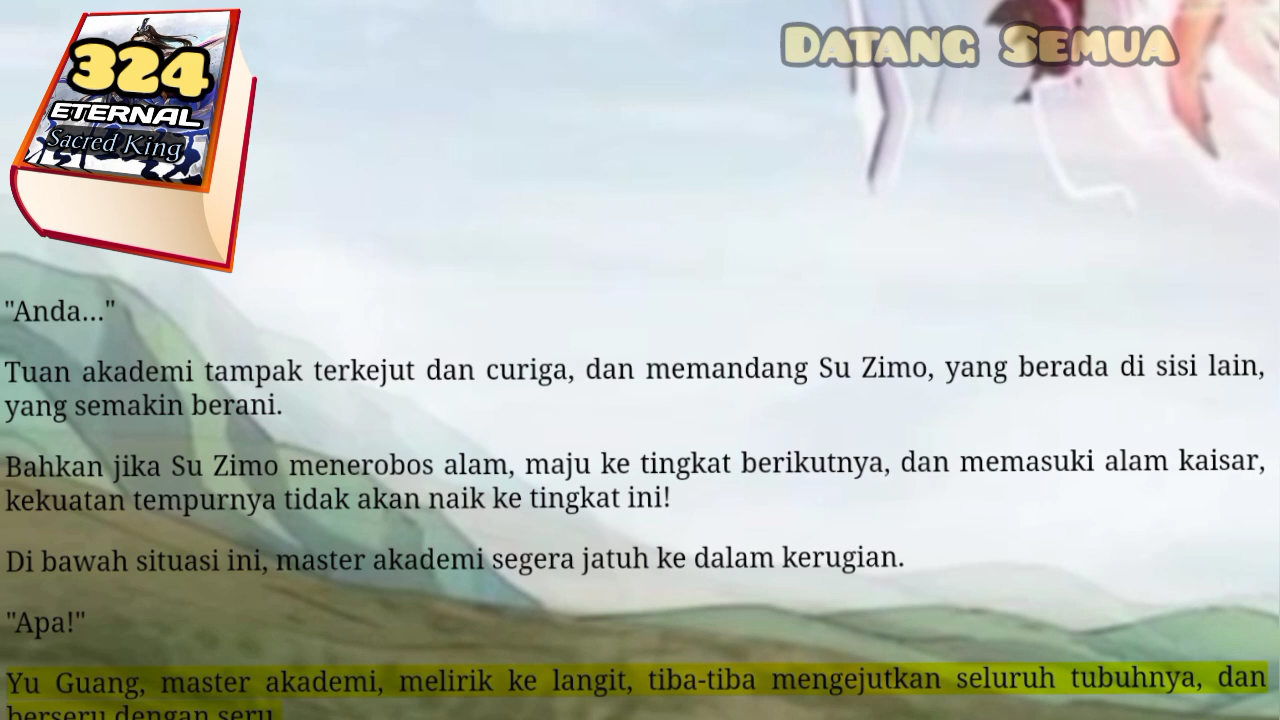 324
ETERNAL
Sacred King
Datang Semua
"Anda..."
Tuan akademi tampak terkejut dan curiga, dan memandang Su Zimo, yang berada di sisi lain,
yang semakin berani.
Bahkan jika Su Zimo menerobos alam, maju ke tingkat berikutnya, dan memasuki alam kaisar,
kekuatan tempurnya tidak akan naik ke tingkat ini!
Di bawah situasi ini, master akademi segera jatuh ke dalam kerugian.
"Apa!"
Yu Guang, master akademi, melirik ke langit, tiba-tiba mengejutkan seluruh tubuhnya, dan
berseru dengan seru.